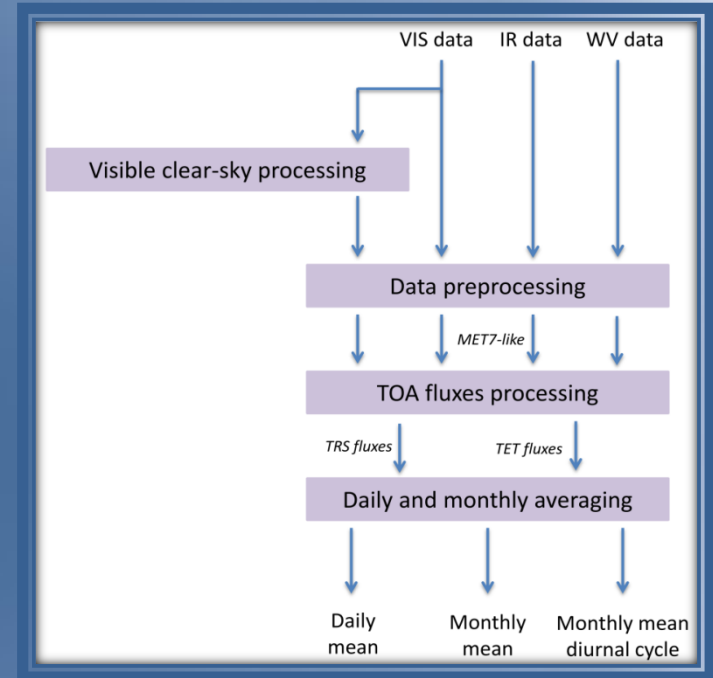 VIS data IR data WV data
Visible clear-sky processing
Data preprocessing
MET7-like
TOA fluxes processing
TRS fluxes TET fluxes
Daily and monthly averaging
Daily
mean
Monthly
mean
Monthly mean
diurnal cycle